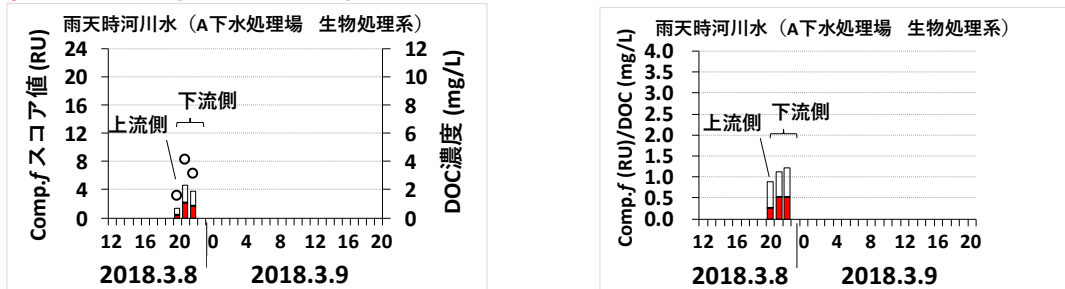 雨天時河川水（A下水処理場　生物処理系）
Comp.f スコア値 (RU)
24
20
16
12
8
4
0
12
10
8
6
4
2
0
DOC濃度 (mg/L)
下流側
上流側
12 16 20 0 4 8 12 16 20
2018.3.8 2018.3.9
雨天時河川水（A下水処理場　生物処理系）
Comp.f (RU)/DOC (mg/L)
4.0
3.5
3.0
2.5
2.0
1.5
1.0
0.5
0.0
下流側
上流側
12 16 20 0 4 8 12 16 20
2018.3.8 2018.3.9